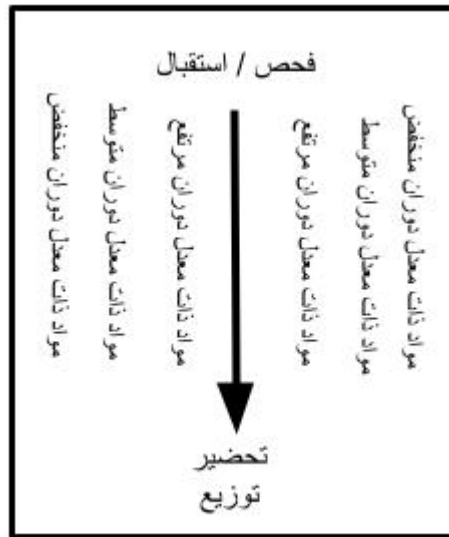 فحص / استقبال
مواد ذات معدل دوران منخفض
مواد ذات معدل دوران متوسط
مواد ذات معدل دوران مرتفع
مواد ذات معدل دوران مرتفع
مواد ذات معدل دوران متوسط
مواد ذات معدل دوران منخفض
تحضير
توزيع